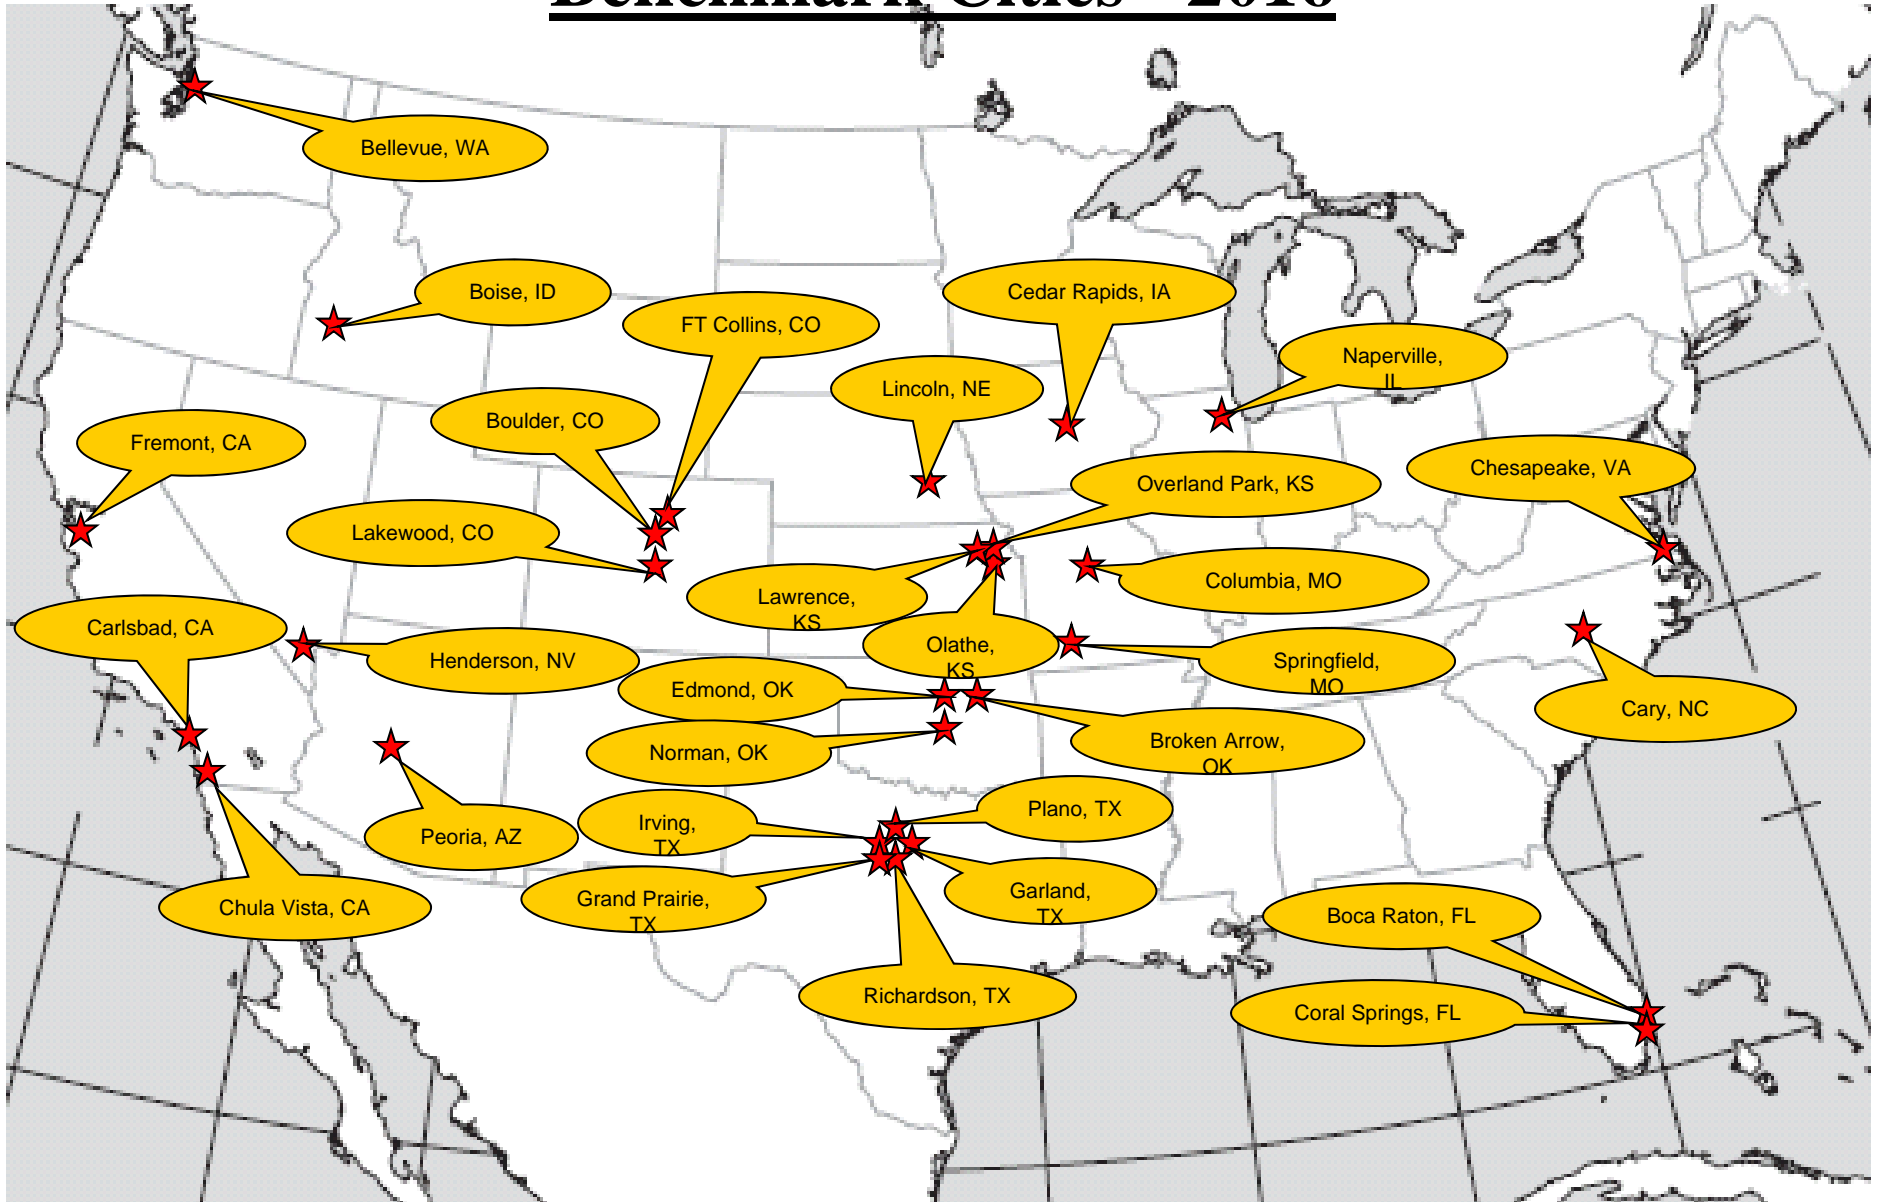 Benchmark Cities - 2016
Bellevue, WA
Boise, ID
Cedar Rapids, IA
FT Collins, CO
Naperville,
IL
Lincoln, NE
Boulder, CO
Fremont, CA
Chesapeake, VA
Overland Park, KS
Lakewood, CO
Columbia, MO
Lawrence,
KS
Carlsbad, CA
Olathe,
KS
Henderson, NV
Springfield,
MO
Edmond, OK
Cary, NC
Norman, OK
Broken Arrow,
OK
Plano, TX
Irving,
TX
Peoria, AZ
Grand Prairie,
TX
Garland,
TX
Chula Vista, CA
Boca Raton, FL
Richardson, TX
Coral Springs, FL